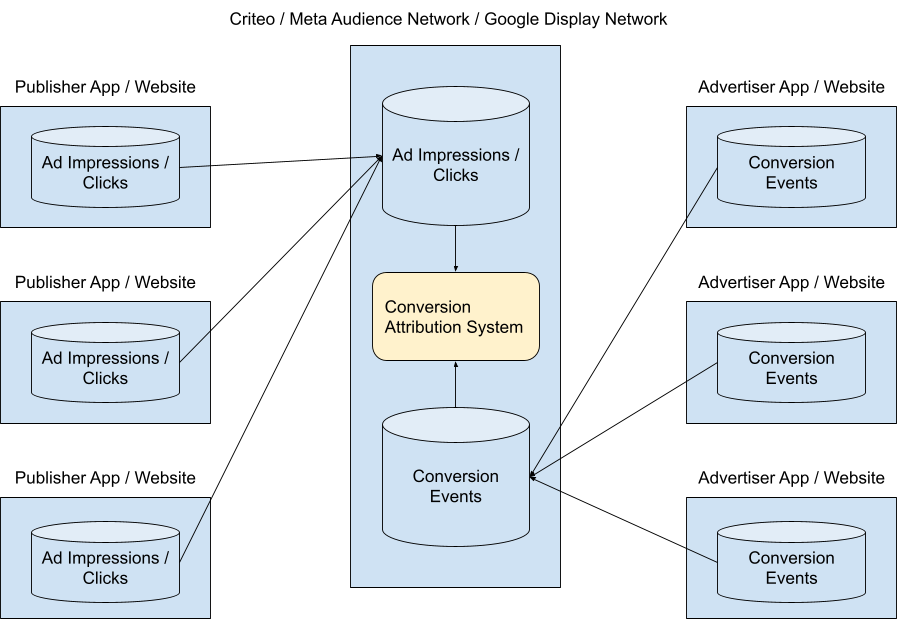 Criteo / Meta Audience Network / Google Display Network
Publisher App / Website
Ad Impressions /
Clicks
Publisher App / Website
Ad Impressions /
Clicks
Publisher App / Website
Ad Impressions /
Clicks
Ad Impressions /
Clicks
Conversion
Attribution System
Conversion
Events
Advertiser App / Website
Conversion
Events
Advertiser App / Website
Conversion
Events
Advertiser App / Website
Conversion
Events